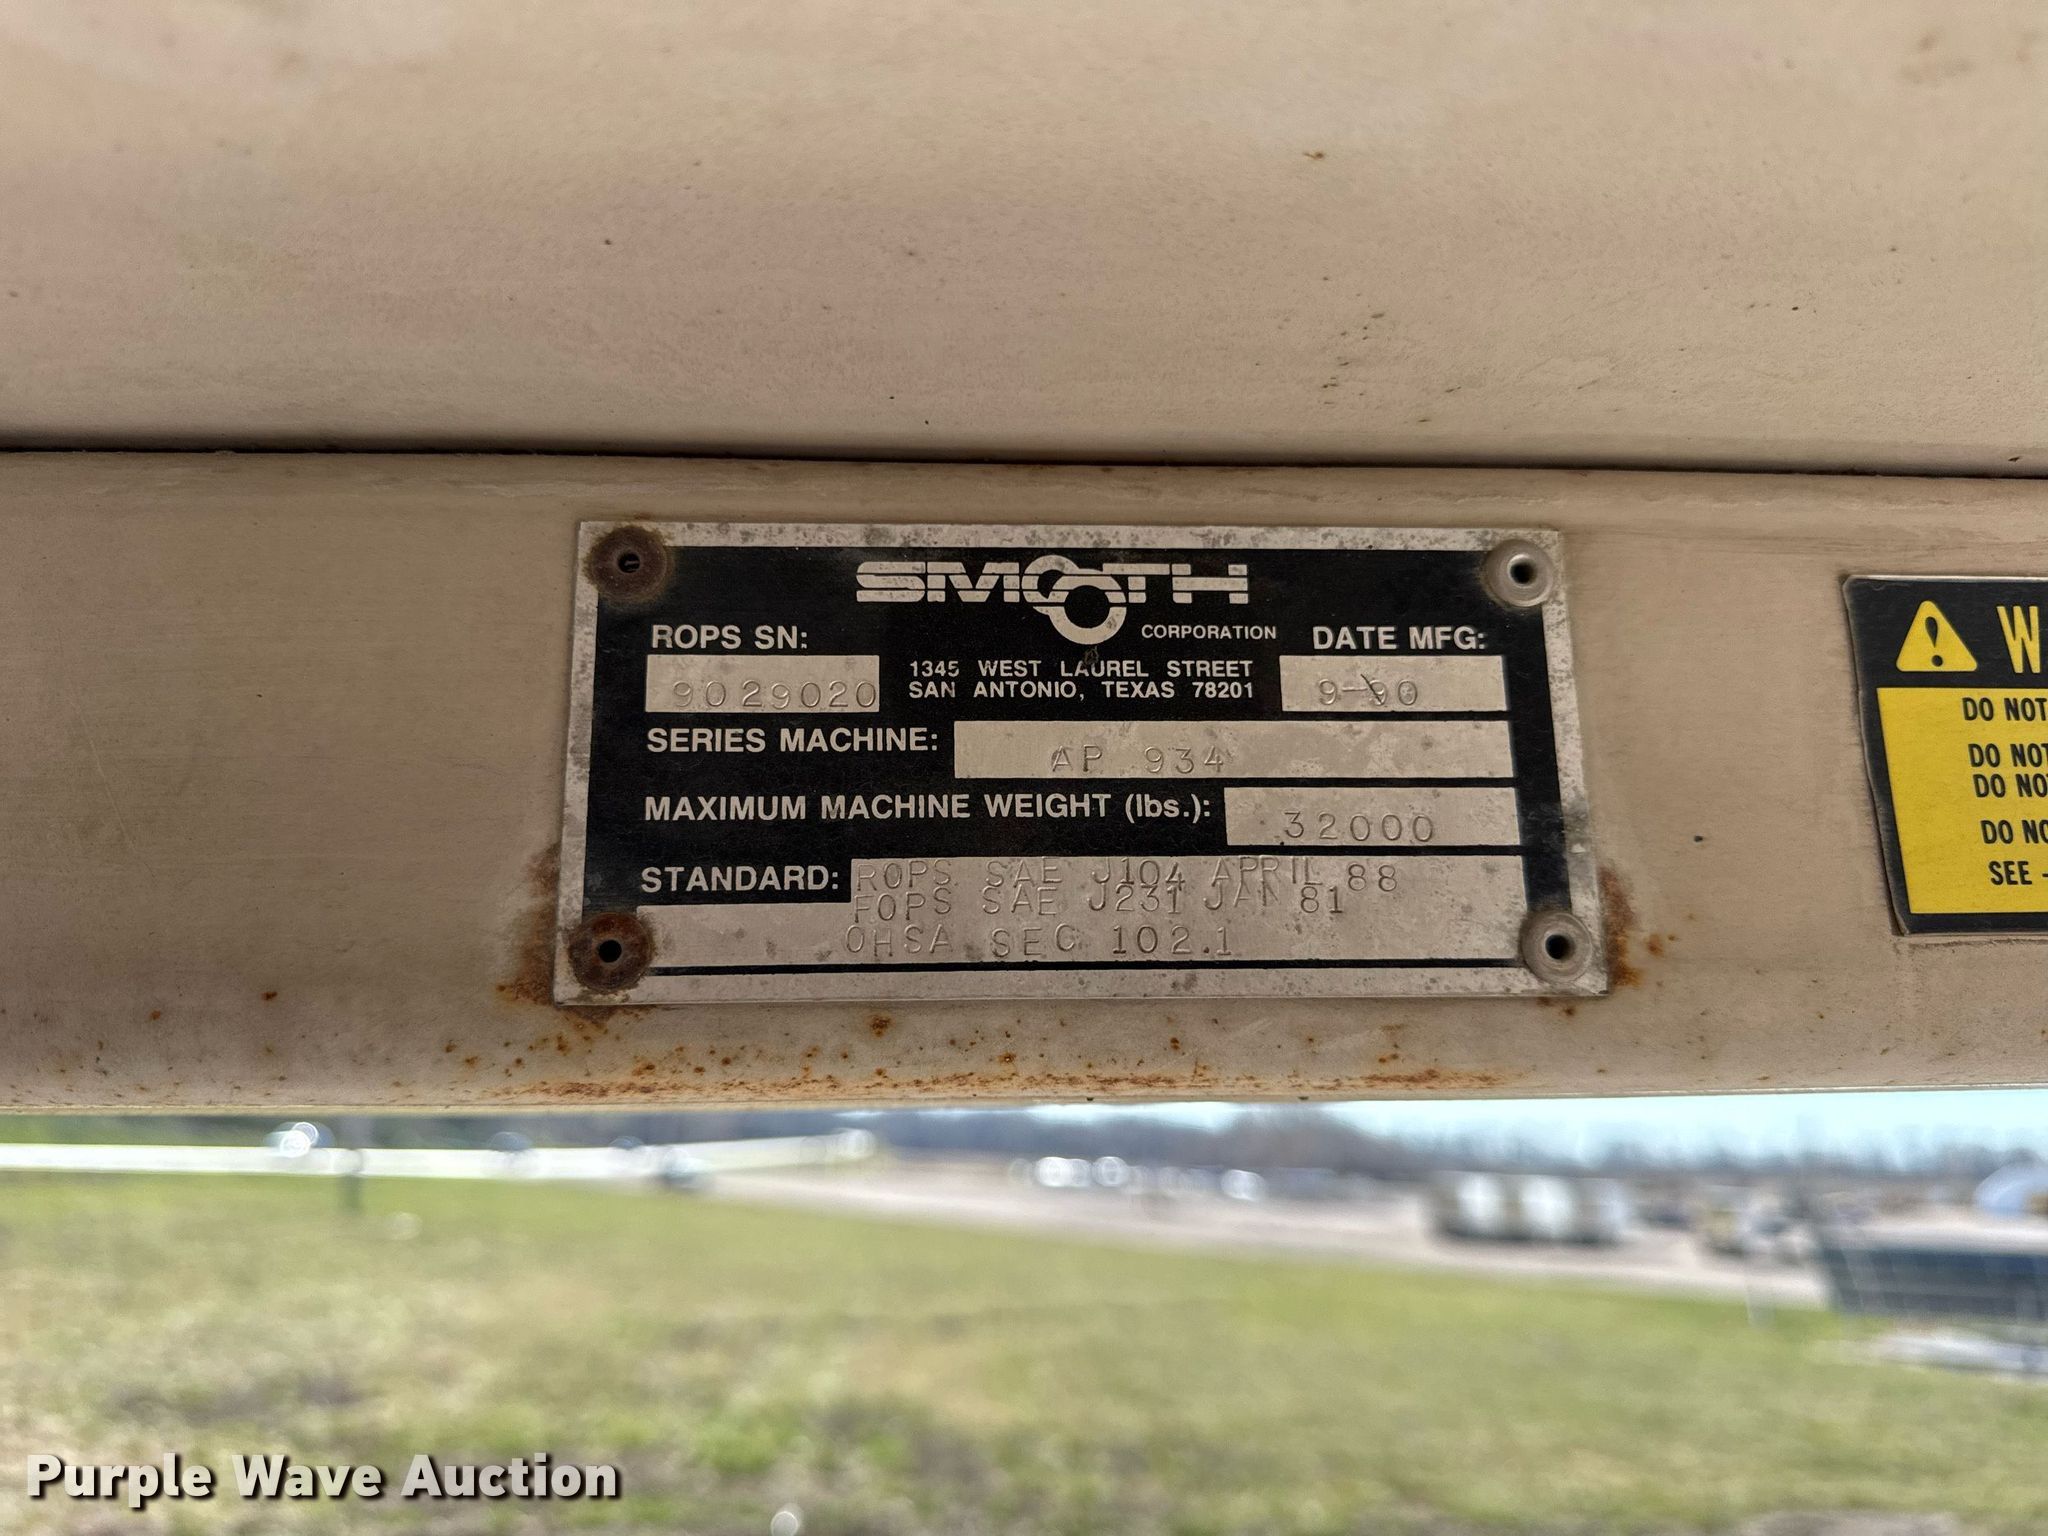 SMOOTH
CORPORATION
ROPS SN:
9029020
1345 WEST LAUREL STREET
SAN ANTONIO, TEXAS 78201
DATE MFG:
9-90
SERIES MACHINE: AP 934
MAXIMUM MACHINE WEIGHT (lbs.): 32000
STANDARD: ROPS SAE J104 APRIL 88
FOPS SAE J231 JAN 81
OHSA SEC 102.1
W
DO NOT
DO NOT
DO NOT
DO NO
SEE -
Purple Wave Auction